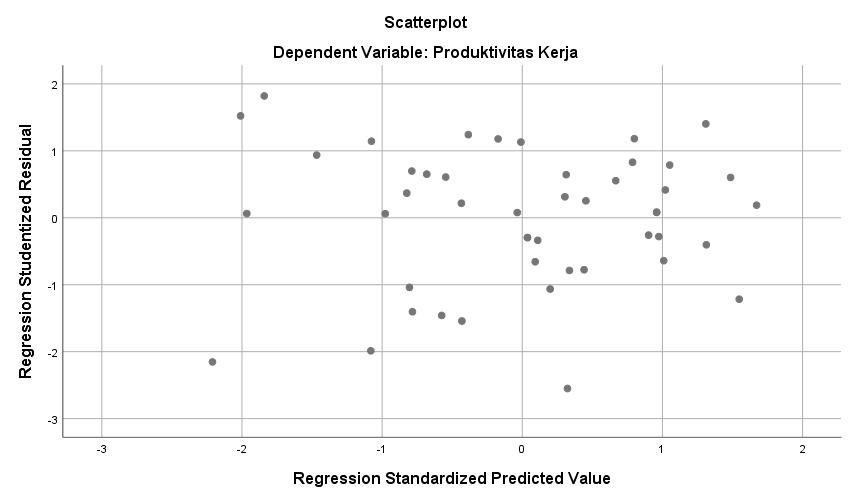 Scatterplot
Dependent Variable: Produktivitas Kerja
Regression Studentized Residual
2
1
0
-1
-2
-3
-3 -2 -1 0 1 2
Regression Standardized Predicted Value